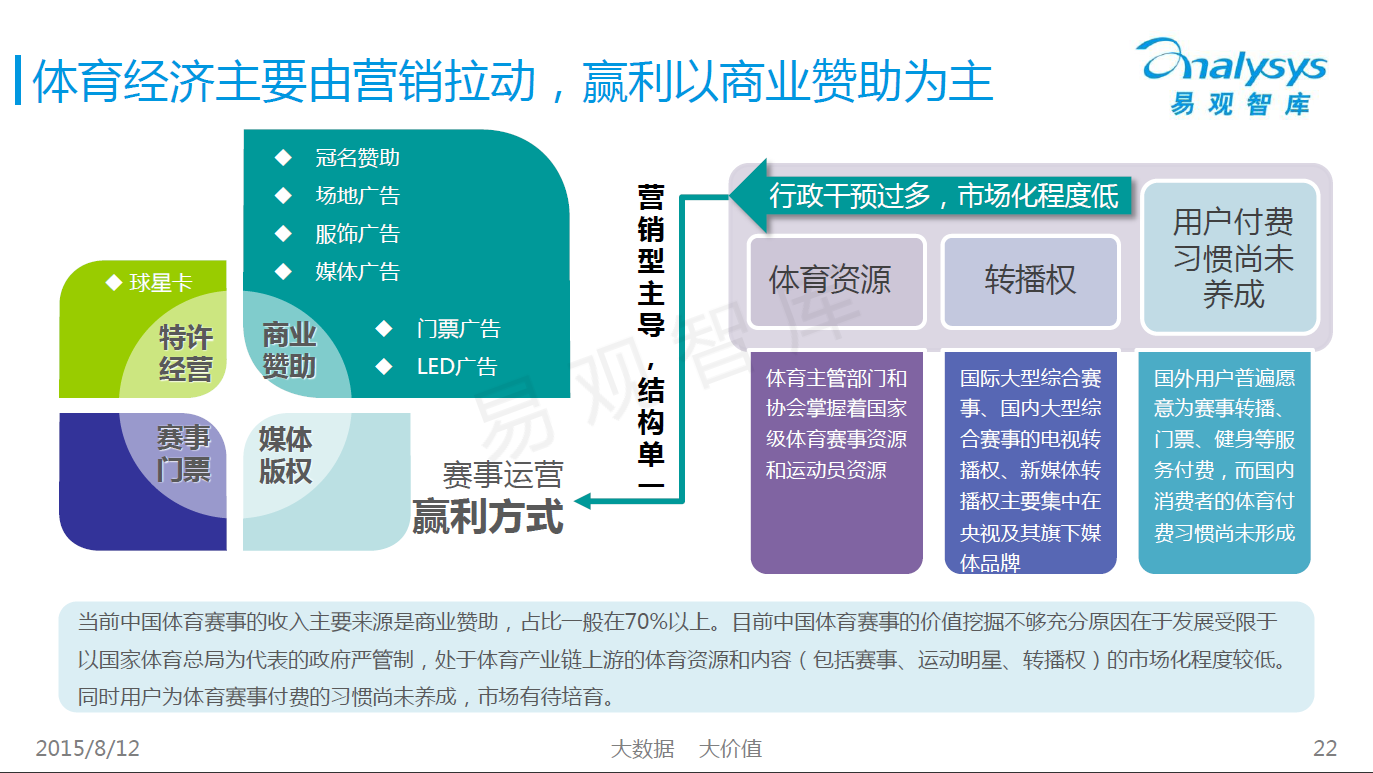 体育经济主要由营销拉动，赢利以商业赞助为主
analysys
易观智库
◆ 冠名赞助
◆ 场地广告
◆ 服饰广告
◆ 媒体广告
◆ 门票广告
◆ LED广告
◆ 球星卡
特许
经营
商业
赞助
赛事
门票
媒体
版权
赛事运营
赢利方式
营销型主导，结构单一
行政干预过多，市场化程度低
体育资源
转播权
用户付费
习惯尚未
养成
体育主管部门和
协会掌握着国家
级体育赛事资源
和运动员资源
国际大型综合赛
事、国内大型综
合赛事的电视转
播权、新媒体转
播权主要集中在
央视及其旗下媒
体品牌
国外用户普遍愿
意为赛事转播、
门票、健身等服
务付费，而国内
消费者的体育付
费习惯尚未形成
易观智库
当前中国体育赛事的收入主要来源是商业赞助，占比一般在70%以上。目前中国体育赛事的价值挖掘不够充分原因在于发展受限于
以国家体育总局为代表的政府严管制，处于体育产业链上游的体育资源和内容（包括赛事、运动明星、转播权）的市场化程度较低。
同时用户为体育赛事付费的习惯尚未养成，市场有待培育。
2015/8/12
大数据 大价值
22